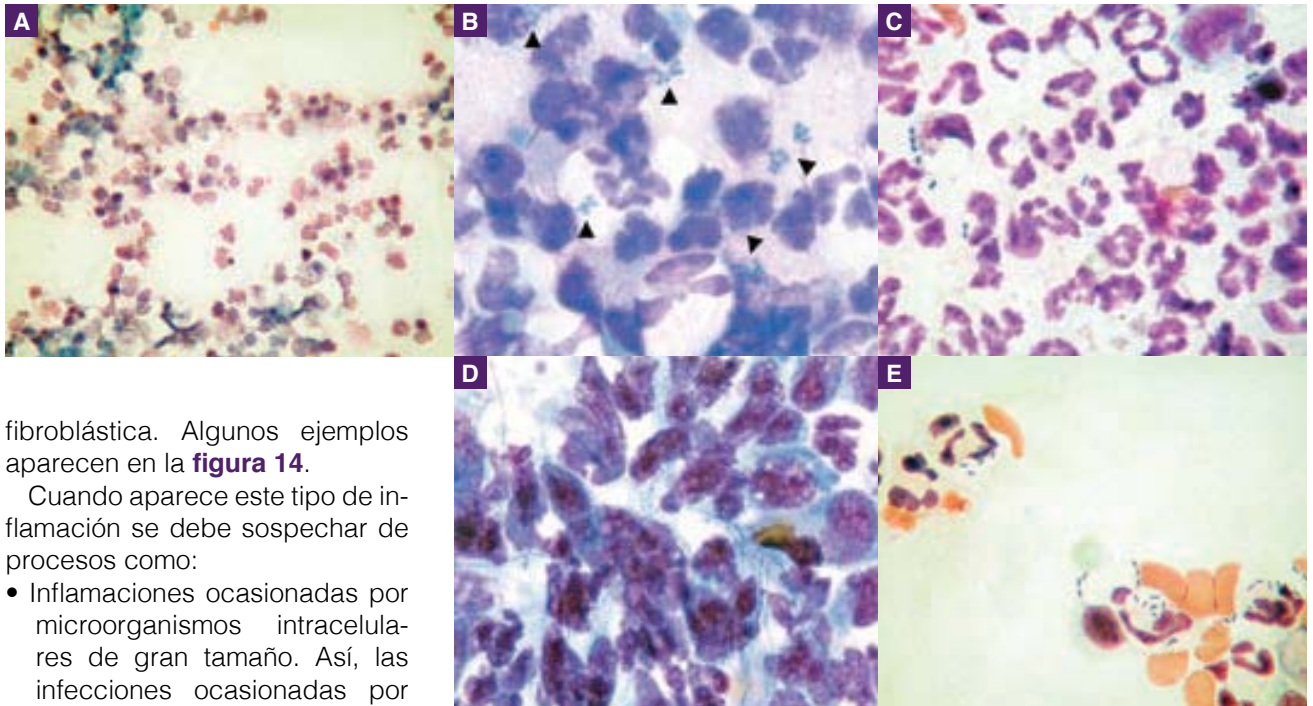 A
B
C
D
E
fibroblástica. Algunos ejemplos
aparecen en la figura 14.
Cuando aparece este tipo de in-
flamación se debe sospechar de
procesos como:
• Inflamaciones ocasionadas por
microorganismos intracelula-
res de gran tamaño. Así, las
infecciones ocasionadas por